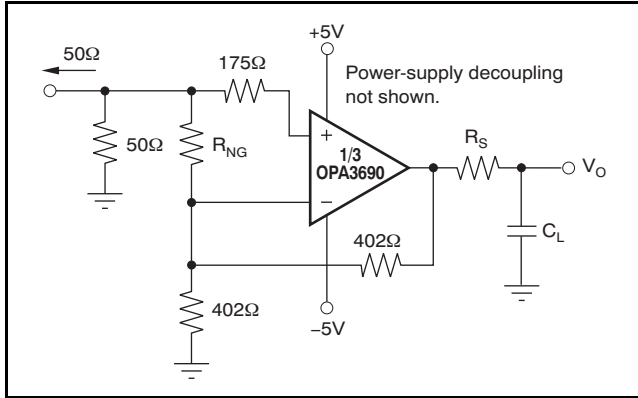 +5V
50Ω
175Ω
Power-supply decoupling
not shown.
50Ω
R_NG
+
1/3
OPA3690
−
R_S
V_O
C_L
402Ω
402Ω
−5V